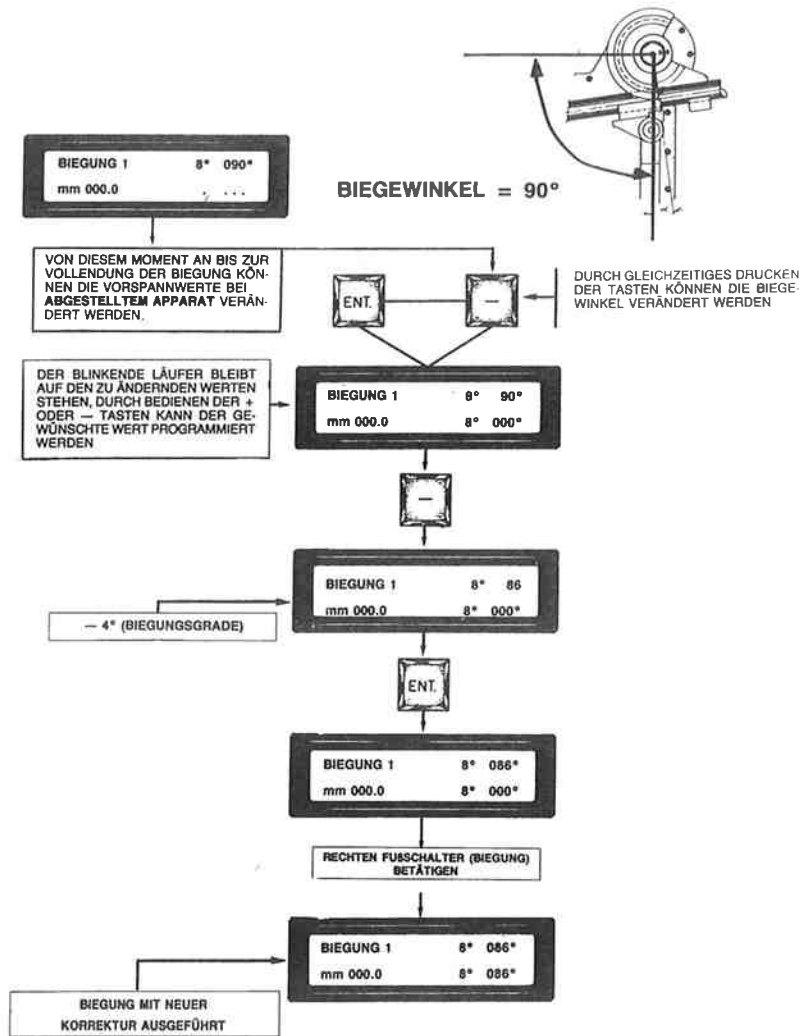 BIEGUNG 1 8° 090°
mm 000.0 . ...
BIEGEWINKEL = 90°
VON DIESEM MOMENT AN BIS ZUR
VOLLENDUNG DER BIEGUNG KÖN-
NEN DIE VORSPANNWERTE BEI
ABGESTELLTEM APPARAT VERÄN-
DERT WERDEN.
ENT.
—
DURCH GLEICHZEITIGES DRUCKEN
DER TASTEN KÖNNEN DIE BIEGE-
WINKEL VERÄNDERT WERDEN
DER BLINKENDE LÄUFER BLEIBT
AUF DEN ZU ÄNDERNDEN WERTEN
STEHEN, DURCH BEDIENEN DER +
ODER — TASTEN KANN DER GE-
WÜNSCHTE WERT PROGRAMMIERT
WERDEN
BIEGUNG 1 8° 90°
mm 000.0 8° 000°
—
BIEGUNG 1 8° 86
mm 000.0 8° 000°
— 4° (BIEGUNGSGRADE)
ENT.
BIEGUNG 1 8° 086°
mm 000.0 8° 000°
RECHTEN FUßSCHALTER (BIEGUNG)
BETÄTIGEN
BIEGUNG 1 8° 086°
mm 000.0 8° 086°
BIEGUNG MIT NEUER
KORREKTUR AUSGEFÜHRT